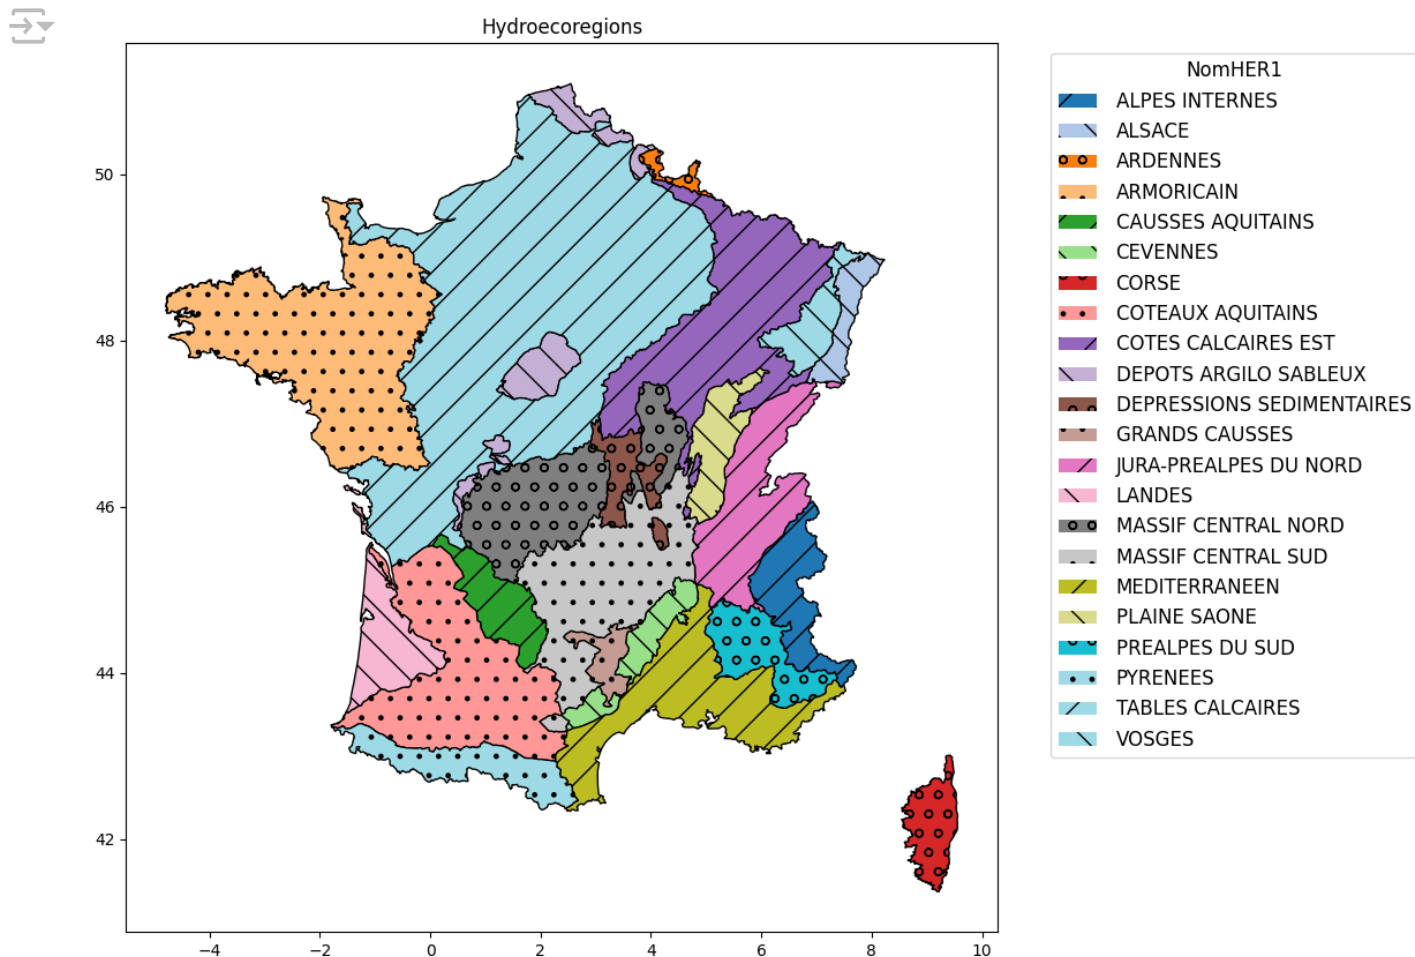 Hydroecoregions
50
48
46
44
42
−4
−2
0
2
4
6
8
10
NomHER1
ALPES INTERNES
ALSACE
ARDENNES
ARMORICAIN
CAUSSES AQUITAINS
CEVENNES
CORSE
COTEAUX AQUITAINS
COTES CALCAIRES EST
DEPOTS ARGILO SABLEUX
DEPRESSIONS SEDIMENTAIRES
GRANDS CAUSSES
JURA-PREALPES DU NORD
LANDES
MASSIF CENTRAL NORD
MASSIF CENTRAL SUD
MEDITERRANEEN
PLAINE SAONE
PREALPES DU SUD
PYRENEES
TABLES CALCAIRES
VOSGES